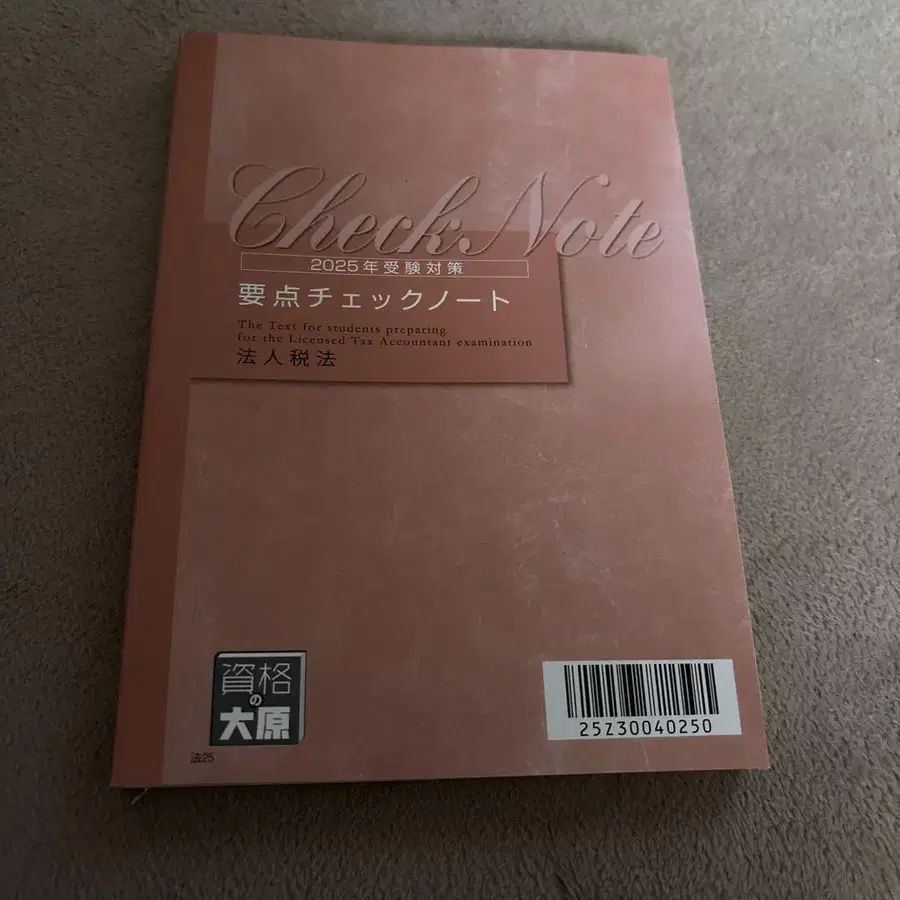 Check Note
2025年受験対策
要点チェックノート
The Text for students preparing
for the Licensed Tax Accountant examination
法人税法
資格
の
大原
法25
25Z30040250